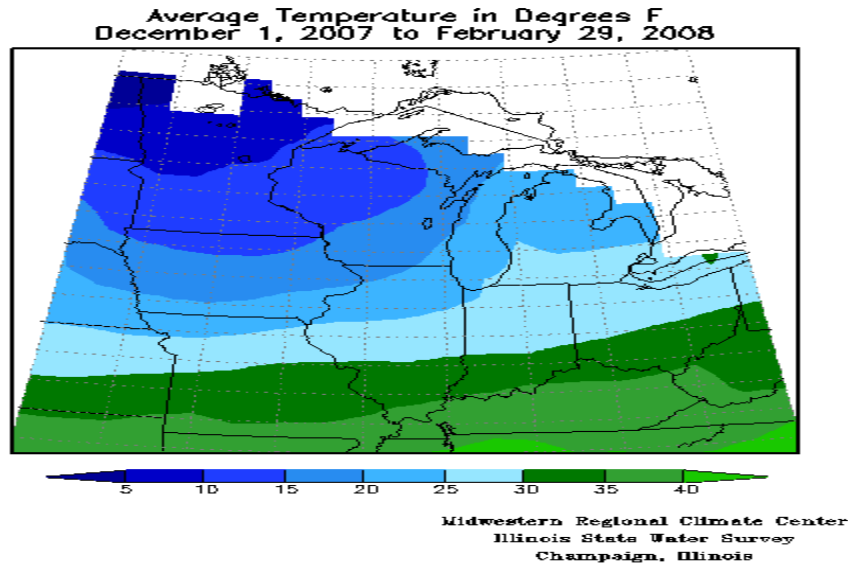 Average Temperature in Degrees F
December 1, 2007 to February 29, 2008
5 10 15 20 25 30 35 40
Midwestern Regional Climate Center
Illinois State Water Survey
Champaign, Illinois